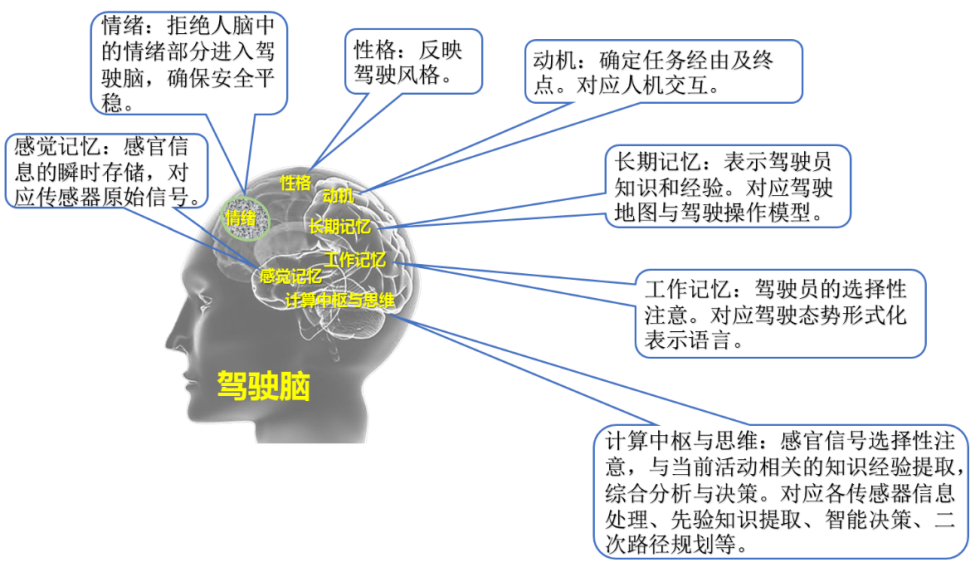 情绪：拒绝人脑中
的情绪部分进入驾
驶脑，确保安全平
稳。
性格：反映
驾驶风格。
动机：确定任务经由及终
点。对应人机交互。
感觉记忆：感官信
息的瞬时存储，对
应传感器原始信号。
长期记忆：表示驾驶员
知识和经验。对应驾驶
地图与驾驶操作模型。
性格
动机
情绪
长期记忆
工作记忆
感觉记忆
计算中枢与思维
驾驶脑
工作记忆：驾驶员的选择性
注意。对应驾驶态势形式化
表示语言。
计算中枢与思维：感官信号选择性注
意，与当前活动相关的知识经验提取，
综合分析与决策。对应各传感器信息
处理、先验知识提取、智能决策、二
次路径规划等。